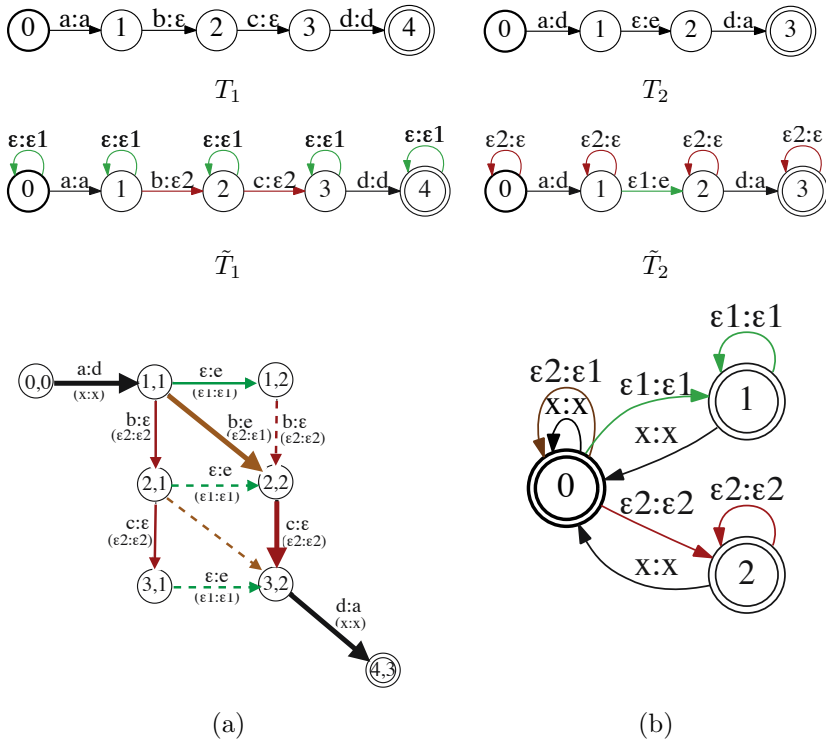 a:a b:ε c:ε d:d
0 1 2 3 4
a:d ε:e d:a
0 1 2 3
T1 T2
ε:ε1 ε:ε1 ε:ε1 ε:ε1 ε:ε1
0 a:a 1 b:ε2 2 c:ε2 3 d:d 4
ε2:ε ε2:ε ε2:ε ε2:ε
0 a:d 1 ε1:e 2 d:a 3
T̃1 T̃2
0,0 a:d (x:x) 1,1 ε:e (ε1:ε1) 1,2
b:ε (ε2:ε2 b:e (ε2:ε1) b:ε (ε2:ε2)
2,1 ε:e (ε1:ε1) 2,2
c:ε (ε2:ε2) c:ε (ε2:ε2)
3,1 ε:e (ε1:ε1) 3,2
d:a (x:x)
4,3
ε1:ε1
ε2:ε1
x:x
ε1:ε1
1
x:x
0
ε2:ε2
ε2:ε2
x:x
2
(a) (b)